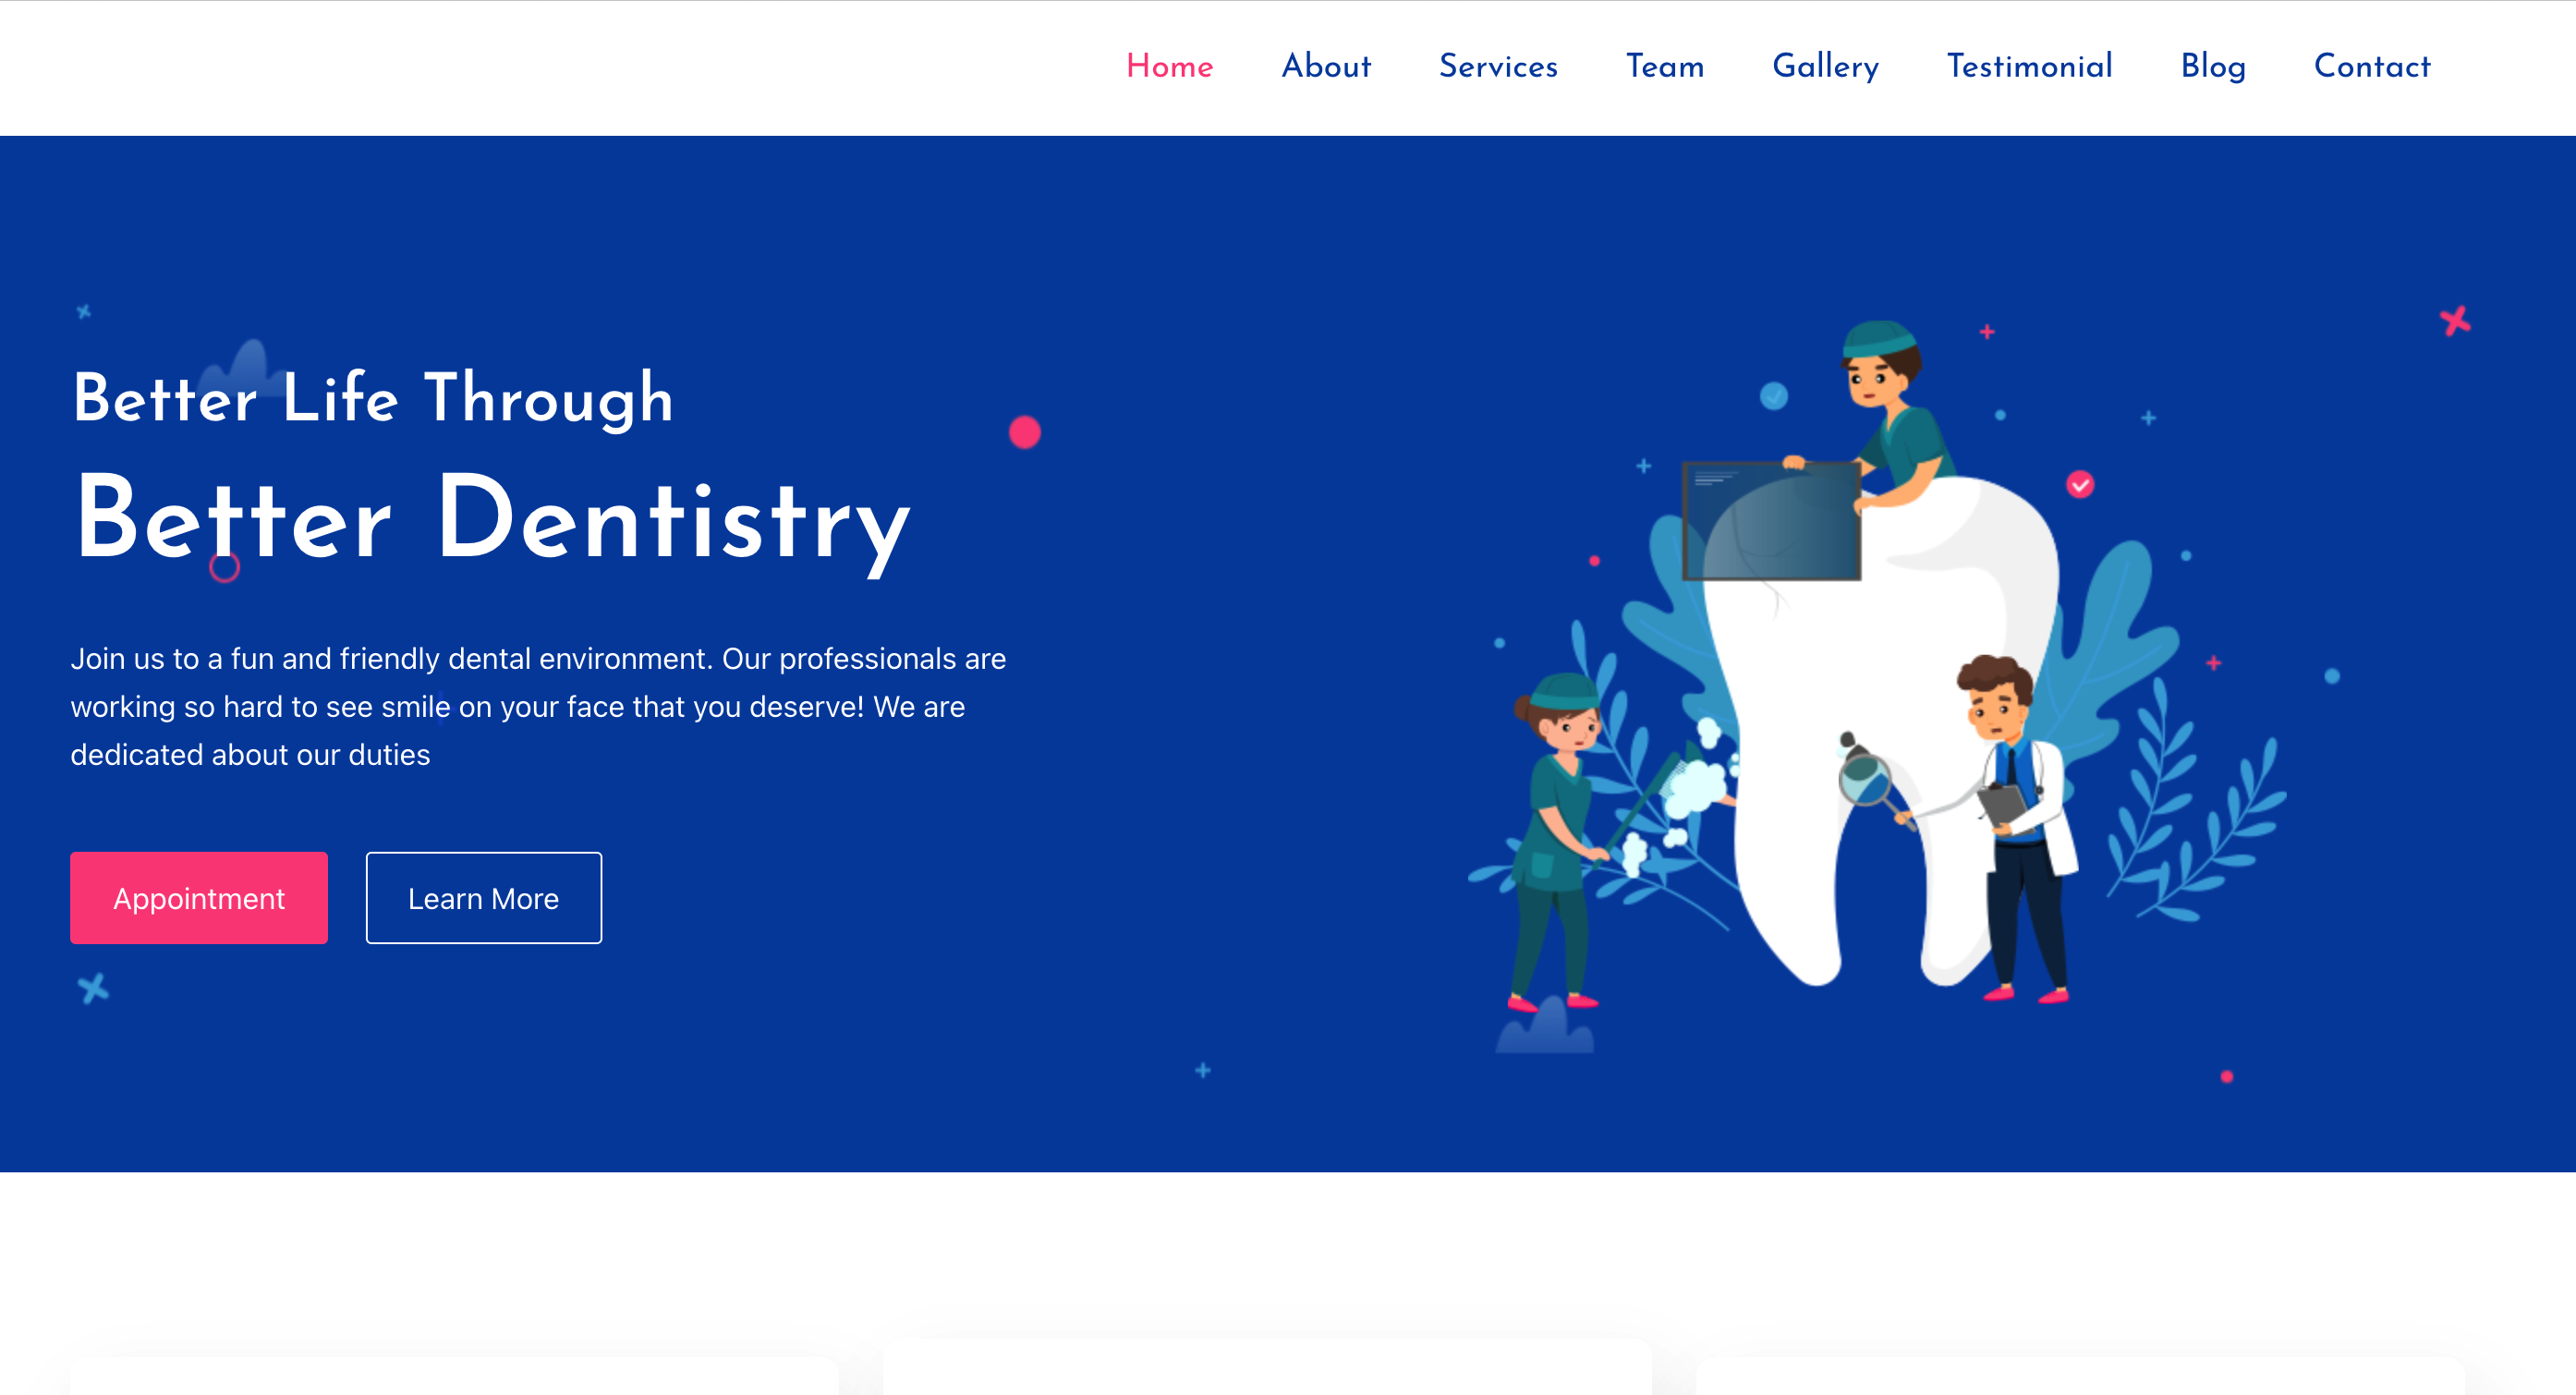 Home About Services Team Gallery Testimonial Blog Contact
Better Life Through
Better Dentistry
Join us to a fun and friendly dental environment. Our professionals are
working so hard to see smile on your face that you deserve! We are
dedicated about our duties
Appointment Learn More